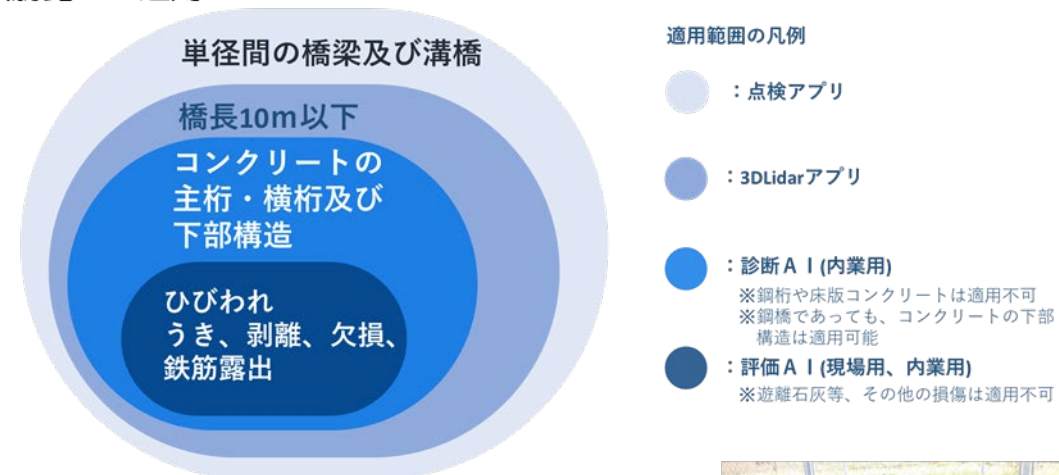 単径間の橋梁及び溝橋
橋長10m以下
コンクリートの
主桁・横桁及び
下部構造
ひびわれ
うき、剥離、欠損、
鉄筋露出
適用範囲の凡例
：点検アプリ
：3DLidarアプリ
：診断ＡＩ(内業用)
※鋼桁や床版コンクリートは適用不可
※鋼橋であっても、コンクリートの下部
構造は適用可能
：評価ＡＩ(現場用、内業用)
※遊離石灰等、その他の損傷は適用不可